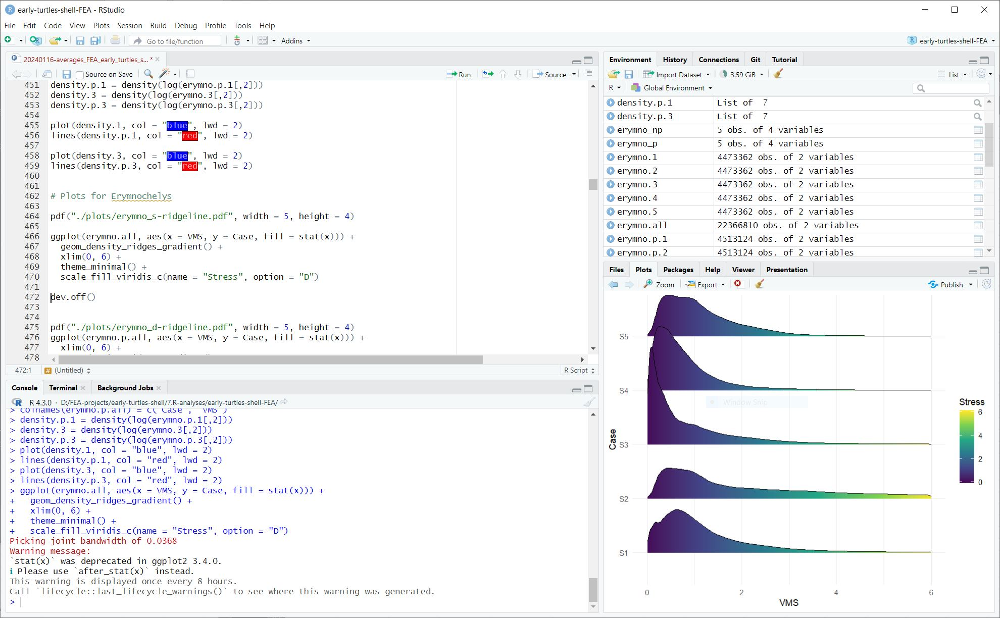 early-turtles-shell-FEA - RStudio
File Edit Code View Plots Session Build Debug Profile Tools Help
Go to file/function Addins early-turtles-shell-FEA
20240116-averages_FEA_early_turtles_s... *
Source on Save Run Source
451 density.p.1 = density(log(erymno.p.1[,2]))
452 density.3 = density(log(erymno.3[,2]))
453 density.p.3 = density(log(erymno.p.3[,2]))
454
455 plot(density.1, col = "blue", lwd = 2)
456 lines(density.p.1, col = "red", lwd = 2)
457
458 plot(density.3, col = "blue", lwd = 2)
459 lines(density.p.3, col = "red", lwd = 2)
460
461
462 # Plots for Erymnochelys
463
464 pdf("./plots/erymno_s-ridgeline.pdf", width = 5, height = 4)
465
466 ggplot(erymno.all, aes(x = VMS, y = Case, fill = stat(x))) +
467 geom_density_ridges_gradient() +
468 xlim(0, 6) +
469 theme_minimal() +
470 scale_fill_viridis_c(name = "Stress", option = "D")
471
472 dev.off()
473
474
475 pdf("./plots/erymno_d-ridgeline.pdf", width = 5, height = 4)
476 ggplot(erymno.p.all, aes(x = VMS, y = Case, fill = stat(x))) +
477 xlim(0, 6) +
478
472:1 # (Untitled) R Script
Console Terminal Background Jobs
R 4.3.0 · D:/FEA-projects/early-turtles-shell/7.R-analyses/early-turtles-shell-FEA/
> colnames(erymno.p.all) = c("Case", "VMS")
> density.p.1 = density(log(erymno.p.1[,2]))
> density.3 = density(log(erymno.3[,2]))
> density.p.3 = density(log(erymno.p.3[,2]))
> plot(density.1, col = "blue", lwd = 2)
> lines(density.p.1, col = "red", lwd = 2)
> plot(density.3, col = "blue", lwd = 2)
> lines(density.p.3, col = "red", lwd = 2)
> ggplot(erymno.all, aes(x = VMS, y = Case, fill = stat(x))) +
+ geom_density_ridges_gradient() +
+ xlim(0, 6) +
+ theme_minimal() +
+ scale_fill_viridis_c(name = "Stress", option = "D")
Picking joint bandwidth of 0.0368
Warning message:
`stat(x)` was deprecated in ggplot2 3.4.0.
ℹ Please use `after_stat(x)` instead.
This warning is displayed once every 8 hours.
Call `lifecycle::last_lifecycle_warnings()` to see where this warning was generated.
>
Environment History Connections Git Tutorial
Import Dataset 3.59 GiB List
R Global Environment
density.p.1 List of 7
density.p.3 List of 7
erymno_np 5 obs. of 4 variables
erymno_p 5 obs. of 4 variables
erymno.1 4473362 obs. of 2 variables
erymno.2 4473362 obs. of 2 variables
erymno.3 4473362 obs. of 2 variables
erymno.4 4473362 obs. of 2 variables
erymno.5 4473362 obs. of 2 variables
erymno.all 22366810 obs. of 2 variables
erymno.p.1 4513124 obs. of 2 variables
erymno.p.2 4513124 obs. of 2 variables
Files Plots Packages Help Viewer Presentation
Zoom Export Publish
S5
S4
Window Snip
S3
S2
S1
Case
0 2 4 6
VMS
Stress
6
4
2
0